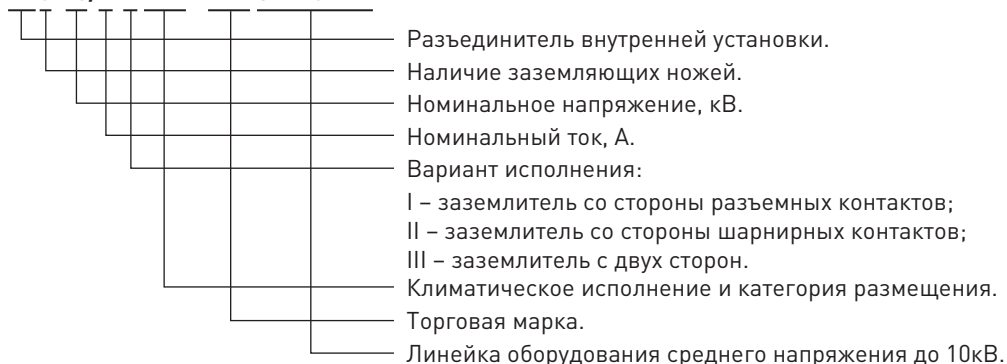 Разъединитель внутренней установки.
Наличие заземляющих ножей.
Номинальное напряжение, кВ.
Номинальный ток, А.
Вариант исполнения:
I – заземлитель со стороны разъемных контактов;
II – заземлитель со стороны шарнирных контактов;
III – заземлитель с двух сторон.
Климатическое исполнение и категория размещения.
Торговая марка.
Линейка оборудования среднего напряжения до 10кВ.